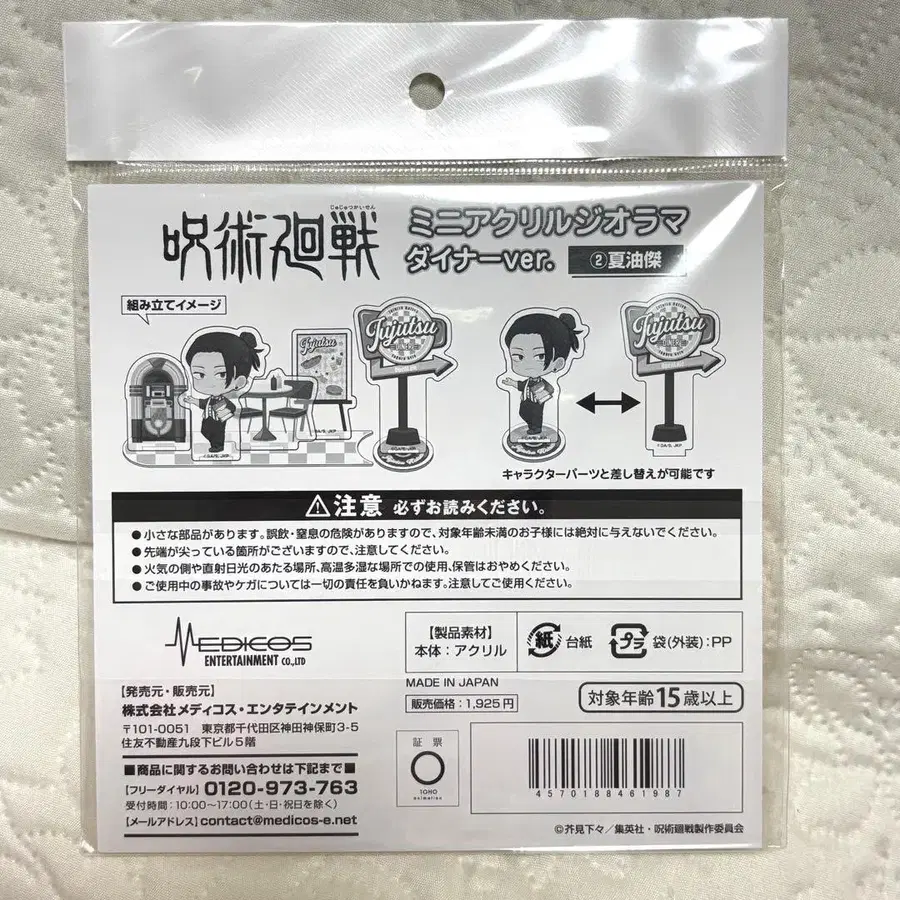 じゅじゅつかいせん
呪術廻戦
ミニアクリルジオラマ
ダイナーver.
②夏油傑
組み立てイメージ
Jujutsu
Jujutsu
Jujutsu
キャラクターパーツと差し替えが可能です
注意 必ずお読みください。
●小さな部品があります。誤飲・窒息の危険がありますので、対象年齢未満のお子様には絶対に与えないでください。
●先端が尖っている箇所がございますので、注意してください。
●火気の側や直射日光のあたる場所、高温多湿な場所での使用、保管はおやめください。
●ご使用中の事故やケガについては一切の責任を負いかねます。注意してご使用ください。
MEDICOS
ENTERTAINMENT CO.,LTD
【製品素材】
本体：アクリル
紙 台紙
プラ 袋(外装)：PP
MADE IN JAPAN
販売価格：1,925円
対象年齢15歳以上
【発売元・販売元】
株式会社メディコス・エンタテインメント
〒101-0051 東京都千代田区神田神保町3-5
住友不動産九段下ビル5階
■商品に関するお問い合わせは下記まで■
【フリーダイヤル】0120-973-763
受付時間：10:00〜17:00(土・日・祝日を除く)
【メールアドレス】contact@medicos-e.net
証票
TOHO
animation
4570188461987
©芥見下々／集英社・呪術廻戦製作委員会